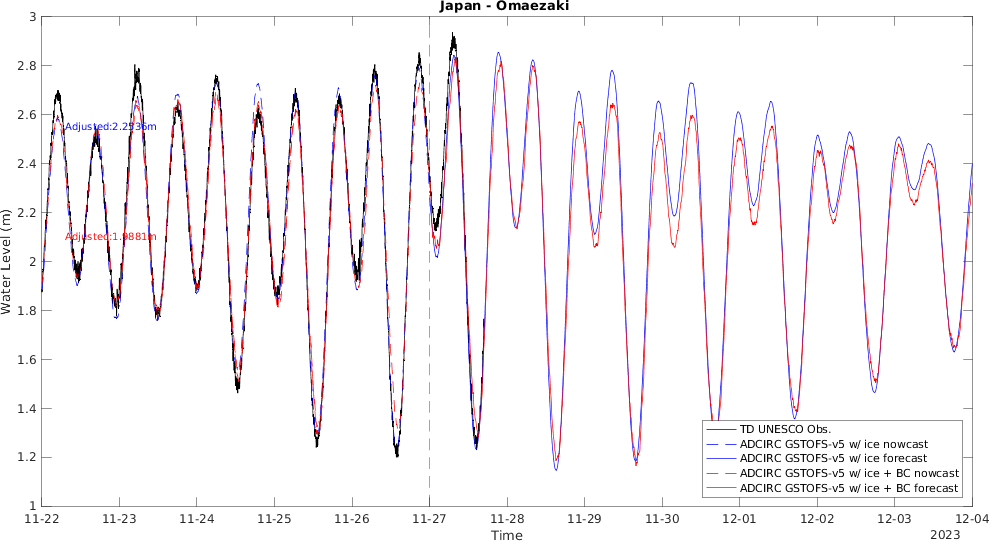 Japan - Omaezaki
3
2.8
2.6
2.4
2.2
2
1.8
1.6
1.4
1.2
1
Water Level (m)
Adjusted:2.2536m
Adjusted:1.9881m
TD UNESCO Obs.
ADCIRC GSTOFS-v5 w/ ice nowcast
ADCIRC GSTOFS-v5 w/ ice forecast
ADCIRC GSTOFS-v5 w/ ice + BC nowcast
ADCIRC GSTOFS-v5 w/ ice + BC forecast
11-22 11-23 11-24 11-25 11-26 11-27 11-28 11-29 11-30 12-01 12-02 12-03 12-04
Time
2023